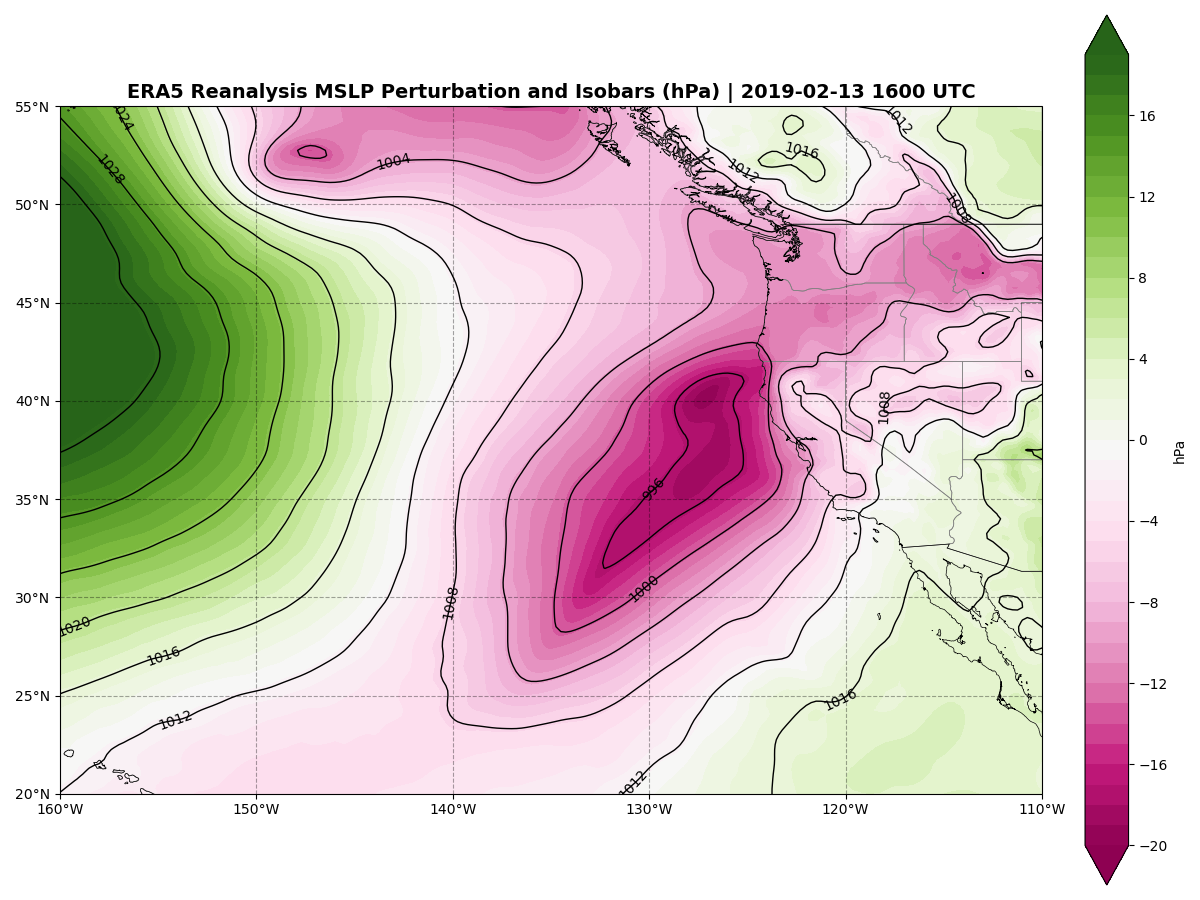 ERA5 Reanalysis MSLP Perturbation and Isobars (hPa) | 2019-02-13 1600 UTC
55°N
50°N
45°N
40°N
35°N
30°N
25°N
20°N
160°W
150°W
140°W
130°W
120°W
110°W
1024
1028
1004
1012
1016
1012
1008
1008
996
1000
1008
1020
1016
1012
1016
1012
16
12
8
4
0
−4
−8
−12
−16
−20
hPa